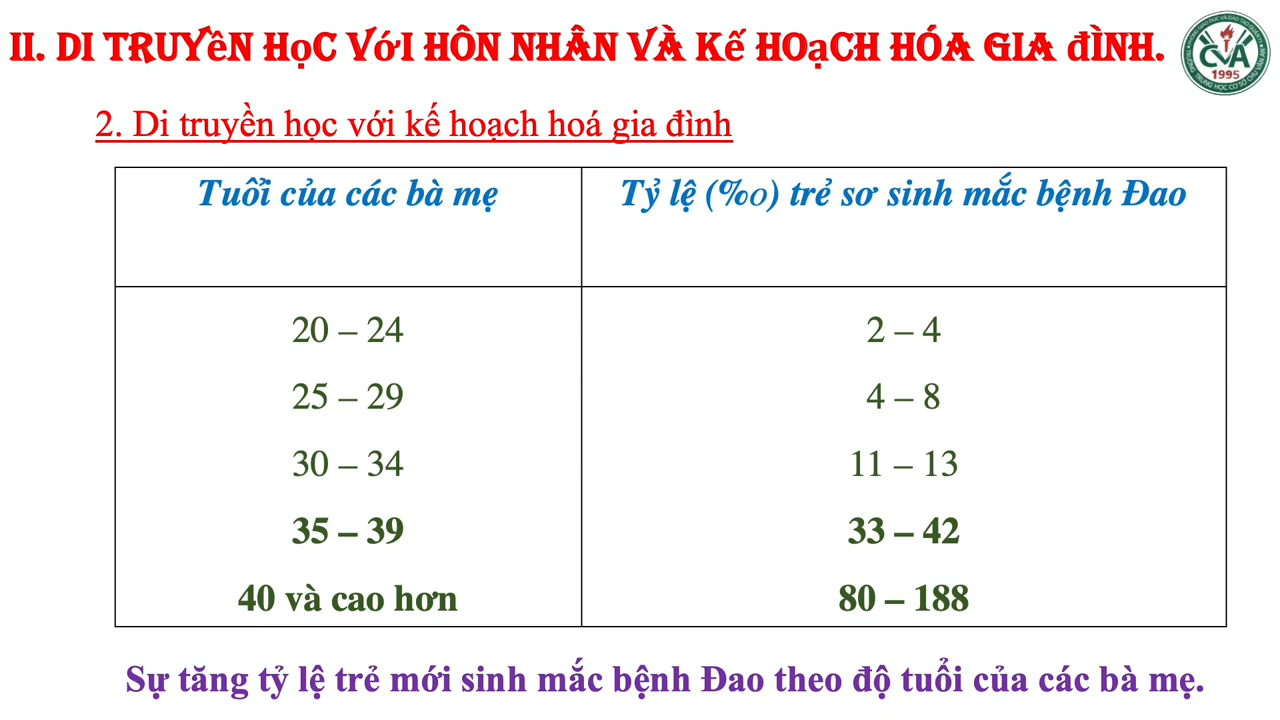 II. DI TRUYềN HọC VớI HÔN NHÂN VÀ Kế HOạCH HÓA GIA đÌNH.
CVA
1995
2. Di truyền học với kế hoạch hoá gia đình
Tuổi của các bà mẹ	Tỷ lệ (‰o) trẻ sơ sinh mắc bệnh Đao
20 – 24	2 – 4
25 – 29	4 – 8
30 – 34	11 – 13
35 – 39	33 – 42
40 và cao hơn	80 – 188
Sự tăng tỷ lệ trẻ mới sinh mắc bệnh Đao theo độ tuổi của các bà mẹ.